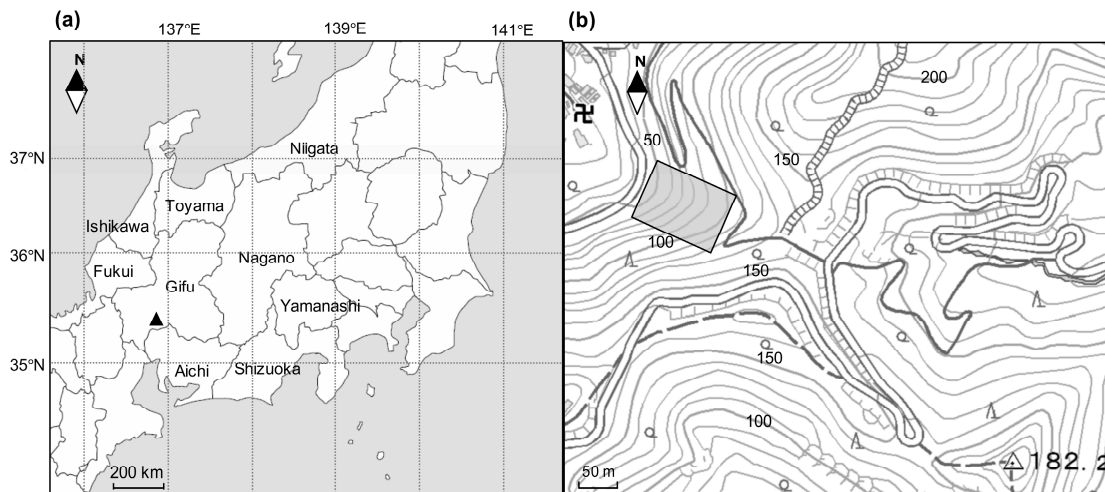 (a)
137°E
139°E
141°E
N
37°N
36°N
35°N
Niigata
Toyama
Ishikawa
Nagano
Fukui
Gifu
Yamanashi
Aichi
Shizuoka
200 km
(b)
N
200
50
150
100
150
150
100
182.2
50 m